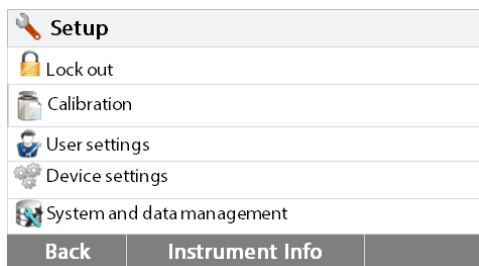 Setup
Lock out
Calibration
User settings
Device settings
System and data management
Back Instrument Info